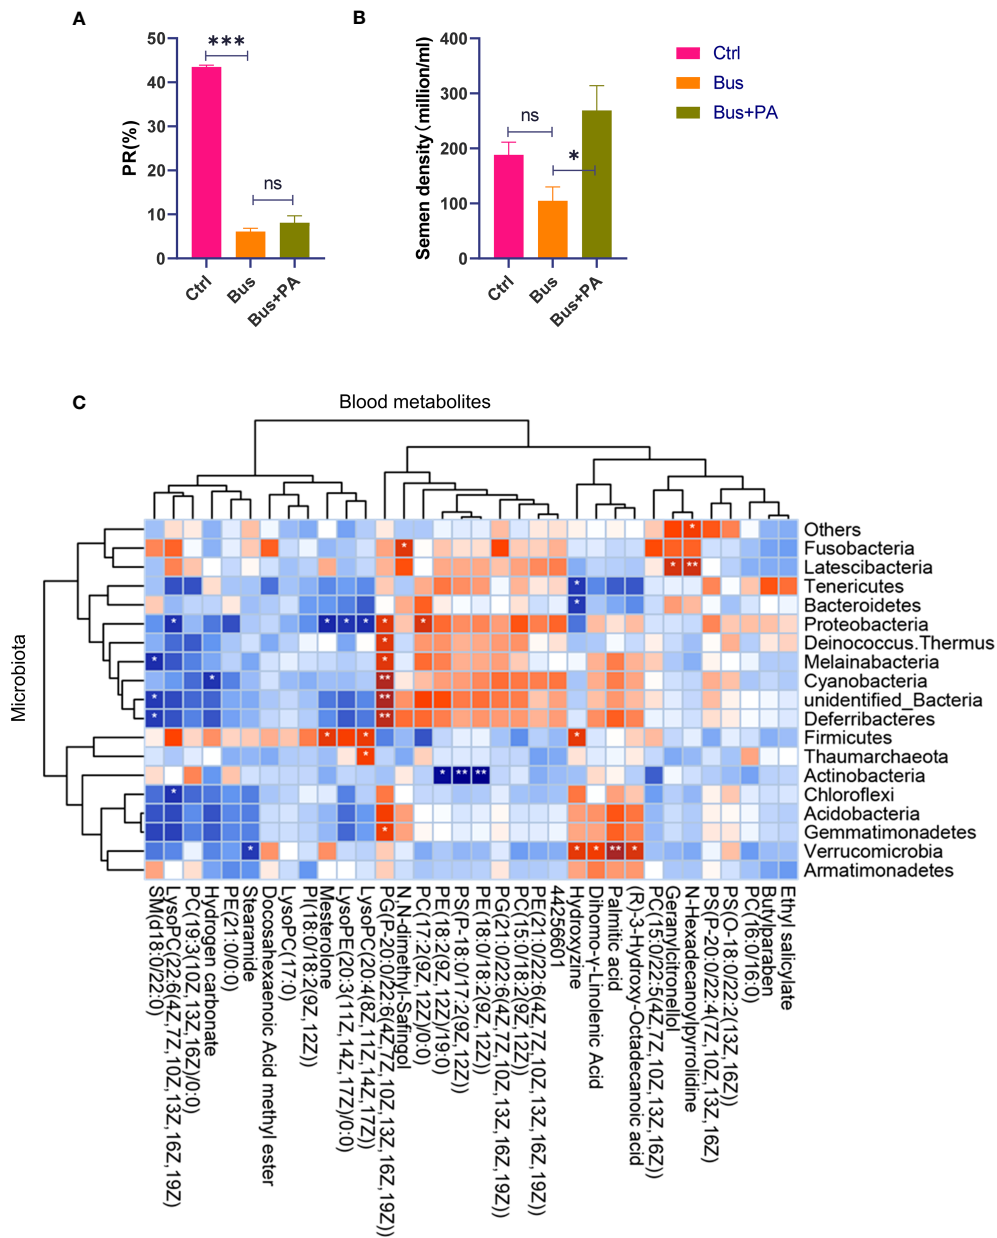 A
PR(%)
50
40
30
20
10
0
***
ns
Ctrl
Bus
Bus+PA
B
Semen density(million/ml)
400
300
200
100
0
ns
*
Ctrl
Bus
Bus+PA
Ctrl
Bus
Bus+PA
C
Blood metabolites
Microbiota
Others
Fusobacteria
Latescibacteria
Tenericutes
Bacteroidetes
Proteobacteria
Deinococcus.Thermus
Melainabacteria
Cyanobacteria
unidentified_Bacteria
Deferribacteres
Firmicutes
Thaumarchaeota
Actinobacteria
Chloroflexi
Acidobacteria
Gemmatimonadetes
Verrucomicrobia
Armatimonadetes
SM(d18:0/22:0)
LysoPC(22:6(4Z,7Z,10Z,13Z,16Z,19Z)
PC(19:3(10Z,13Z,16Z)/0:0)
Hydrogen carbonate
PE(21:0/0:0)
Stearamide
Docosahexaenoic Acid methyl ester
LysoPC(17:0)
PI(18:0/18:2(9Z,12Z))
Mesterolone
LysoPE(20:3(11Z,14Z,17Z)/0:0)
LysoPC(20:4(8Z,11Z,14Z,17Z))
PG(P-20:0/22:6(4Z,7Z,10Z,13Z,16Z,19Z))
N,N-dimethyl-Safingol
PC(17:2(9Z,12Z)/0:0)
PE(18:2(9Z,12Z)/19:0)
PS(P-18:0/17:2(9Z,12Z))
PE(18:0/18:2(9Z,12Z))
PG(21:0/22:6(4Z,7Z,10Z,13Z,16Z,19Z))
PC(15:0/18:2(9Z,12Z))
PE(21:0/22:6(4Z,7Z,10Z,13Z,16Z,19Z))
44256601
Hydroxyzine
Dihomo-γ-Linolenic Acid
Palmitic acid
(R)-3-Hydroxy-Octadecanoic acid
PC(15:0/22:5(4Z,7Z,10Z,13Z,16Z))
Geranylcitronellol
N-Hexadecanoylpyrrolidine
PS(P-20:0/22:4(7Z,10Z,13Z,16Z)
PS(O-18:0/22:2(13Z,16Z))
PC(16:0/16:0)
Butylparaben
Ethyl salicylate